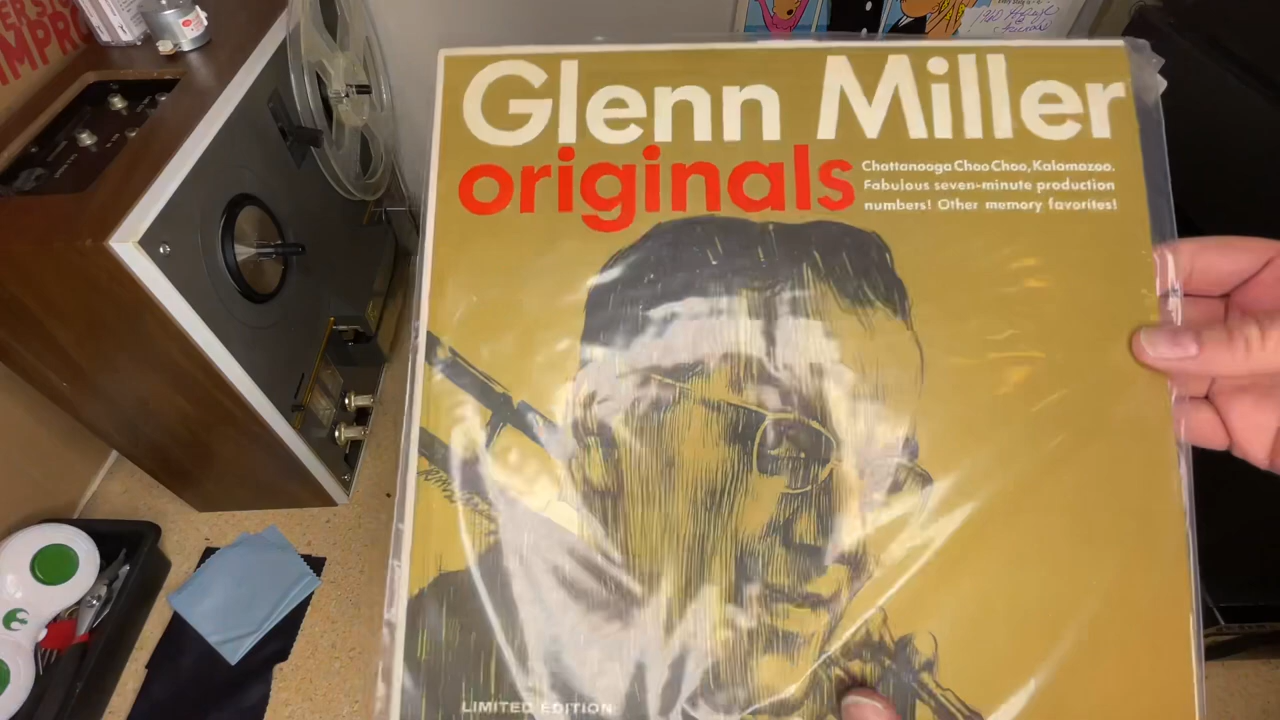 Glenn Miller
originals
Chattanooga Choo Choo, Kalamazoo.
Fabulous seven-minute production
numbers! Other memory favorites!
LIMITED EDITION